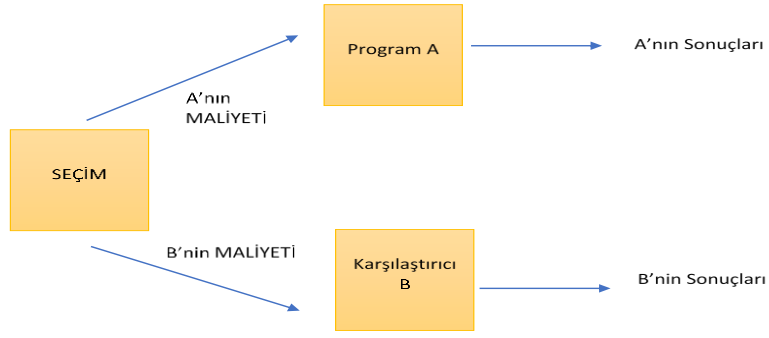 Program A
A'nın Sonuçları
A'nın
MALİYETİ
SEÇİM
B'nin MALİYETİ
Karşılaştırıcı
B
B'nin Sonuçları